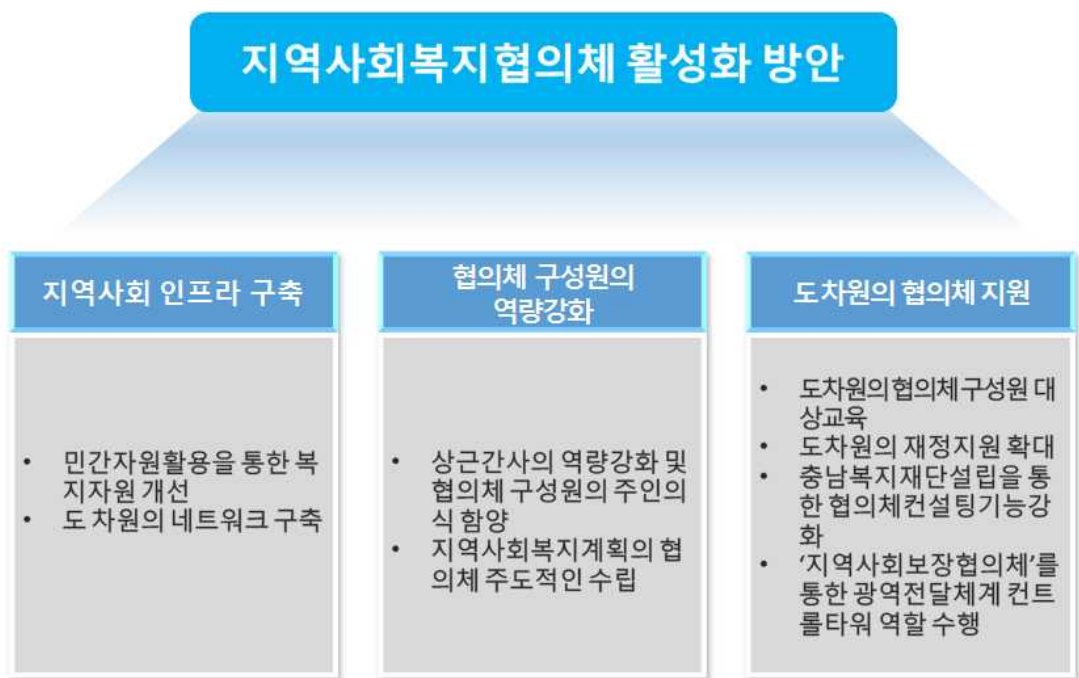 지역사회복지협의체 활성화 방안
지역사회 인프라 구축
• 민간자원활용을 통한 복
지자원 개선
• 도 차원의 네트워크 구축
협의체 구성원의
역량강화
• 상근간사의 역량강화 및
협의체 구성원의 주인의
식 함양
• 지역사회복지계획의 협
의체 주도적인 수립
도차원의 협의체 지원
• 도차원의 협의체 구성원 대
상교육
• 도차원의 재정지원 확대
• 충남복지재단설립을 통
한 협의체컨설팅기능강
화
• ‘지역사회보장협의체’를
통한 광역전달체계 컨트
롤타워 역할 수행